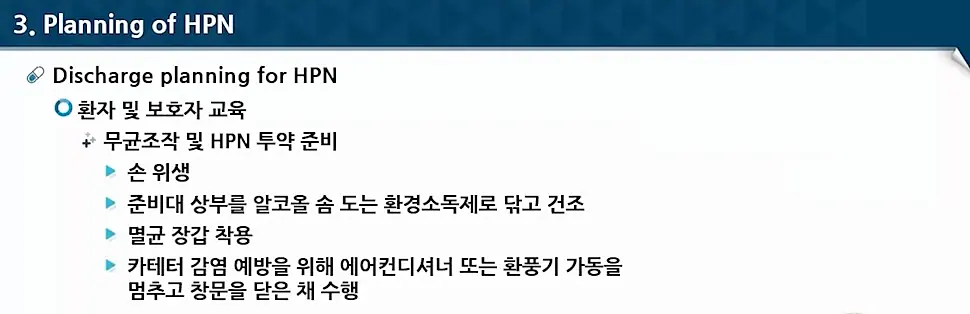 3. Planning of HPN
Discharge planning for HPN
환자 및 보호자 교육
무균조작 및 HPN 투약 준비
손 위생
준비대 상부를 알코올 솜 도는 환경소독제로 닦고 건조
멸균 장갑 착용
카테터 감염 예방을 위해 에어컨디셔너 또는 환풍기 가동을
멈추고 창문을 닫은 채 수행